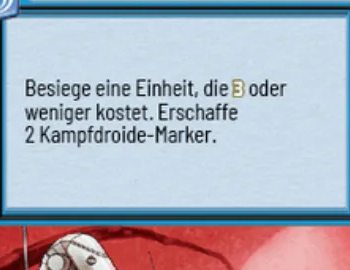 Besiege eine Einheit, die 3 oder
weniger kostet. Erschaffe
2 Kampfdroide-Marker.